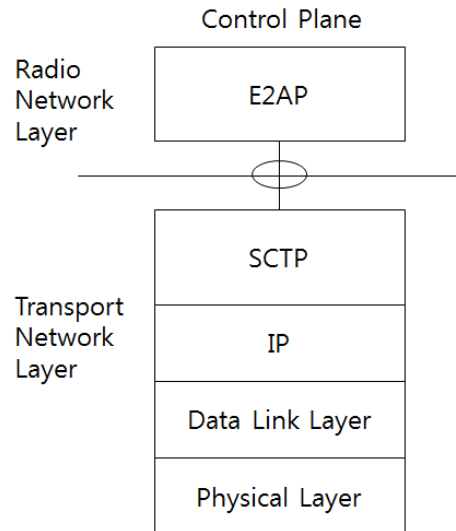 Control Plane
Radio
Network
Layer
E2AP
SCTP
Transport
Network
Layer
IP
Data Link Layer
Physical Layer